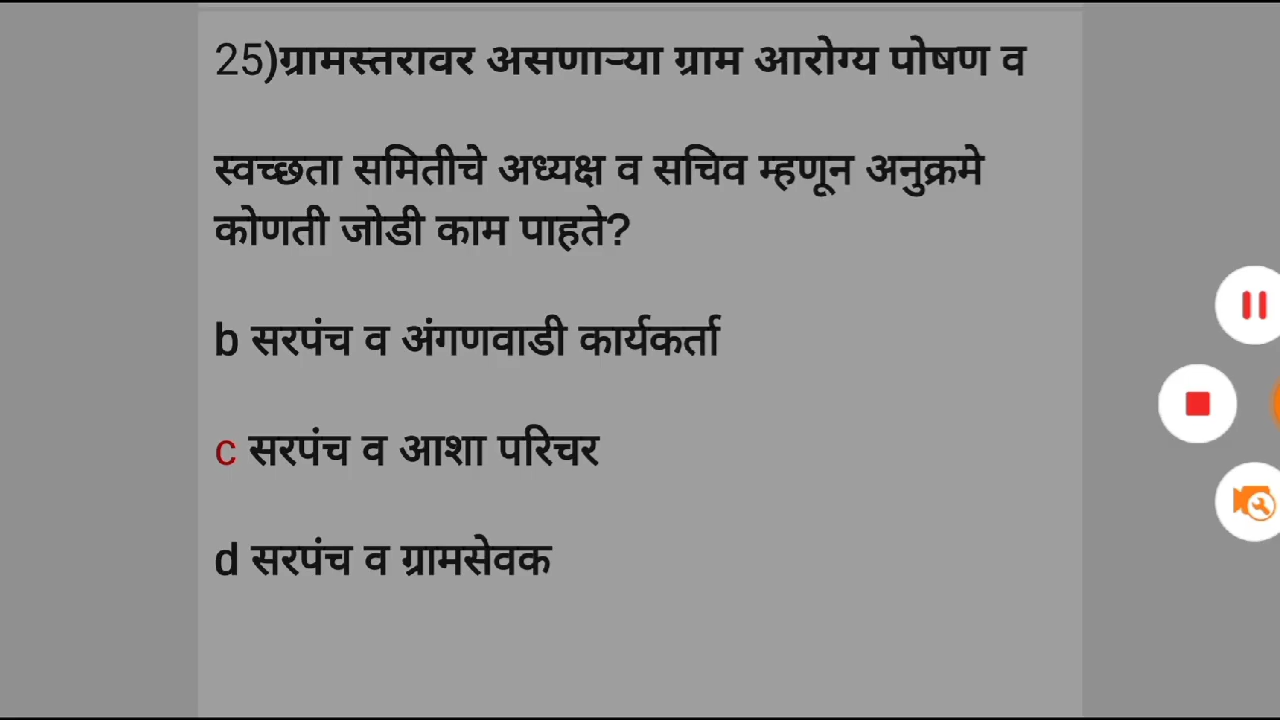 25)ग्रामस्तरावर असणाऱ्या ग्राम आरोग्य पोषण व
स्वच्छता समितीचे अध्यक्ष व सचिव म्हणून अनुक्रमे
कोणती जोडी काम पाहते?
b सरपंच व अंगणवाडी कार्यकर्ता
c सरपंच व आशा परिचर
d सरपंच व ग्रामसेवक